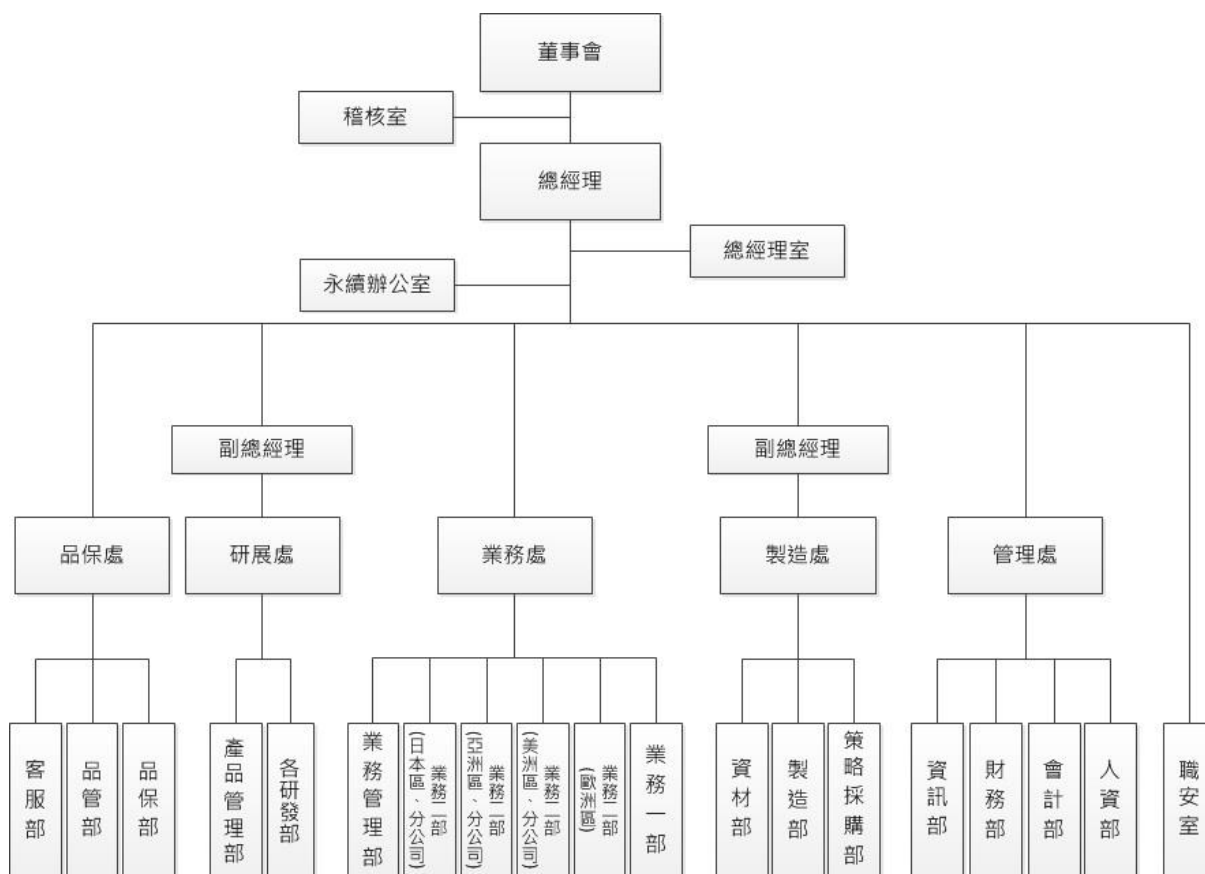 董事會
稽核室
總經理
總經理室
永續辦公室
副總經理
副總經理
品保處
研展處
業務處
製造處
管理處
客服部
品管部
品保部
產品管理部
各研發部
業務管理部
業務二部
(日本區、分公司)
業務二部
(亞洲區、分公司)
業務二部
(美洲區、分公司)
業務二部
(歐洲區)
業務一部
資材部
製造部
策略採購部
資訊部
財務部
會計部
人資部
職安室